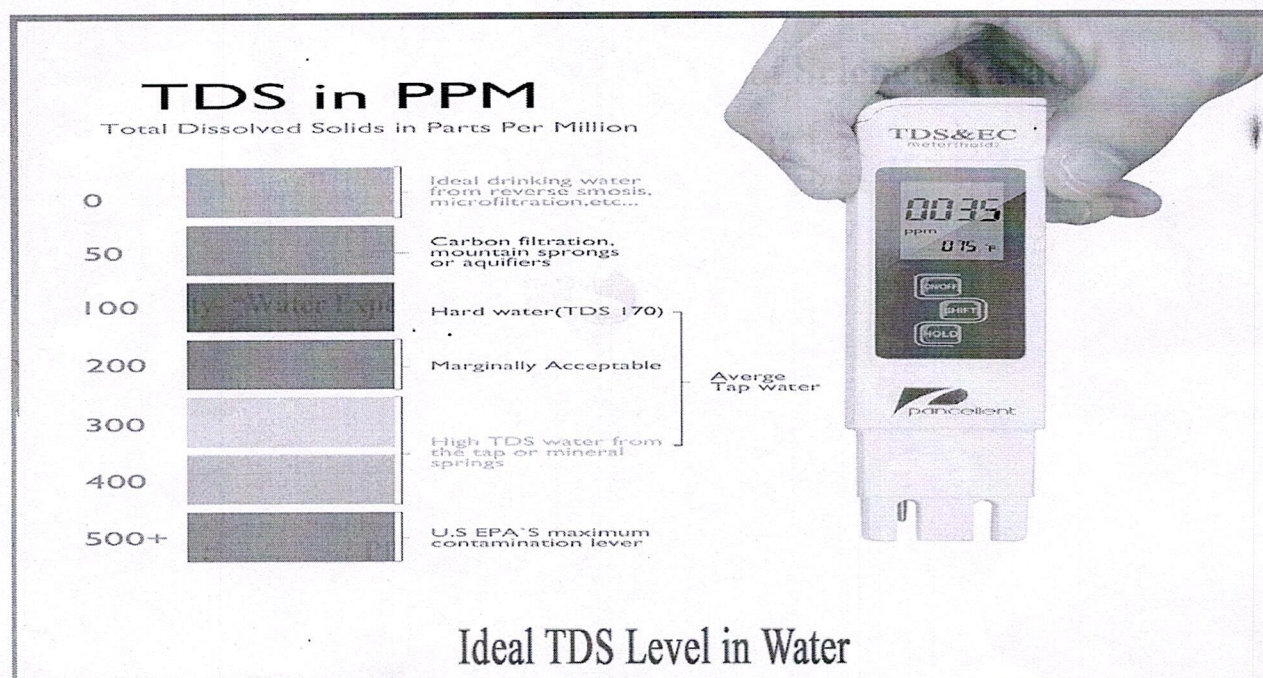 TDS in PPM
Total Dissolved Solids in Parts Per Million
0
Ideal drinking water
from reverse smosis,
microfiltration,etc...
50
Carbon filtration,
mountain sprongs
or aquifiers
100
Hard water(TDS 170)
200
Marginally Acceptable
Averge
Tap water
300
High TDS water from
the tap or mineral
springs
400
500+
U.S EPA`S maximum
contamination lever
TDS&EC
meter(hold)
0035
ppm
075 °F
ON/OFF
SHIFT
HOLD
pancellent
Ideal TDS Level in Water